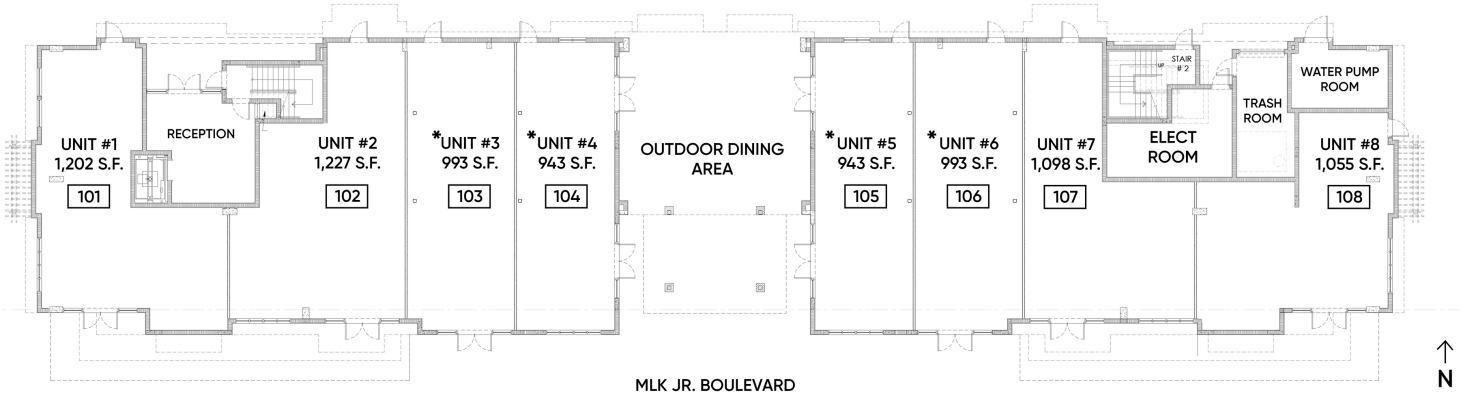 UNIT #1
1,202 S.F.
101
RECEPTION
UNIT #2
1,227 S.F.
102
*UNIT #3
993 S.F.
103
*UNIT #4
943 S.F.
104
OUTDOOR DINING
AREA
*UNIT #5
943 S.F.
105
*UNIT #6
993 S.F.
106
UNIT #7
1,098 S.F.
107
UP
STAIR
# 2
ELECT
ROOM
TRASH
ROOM
WATER PUMP
ROOM
UNIT #8
1,055 S.F.
108
MLK JR. BOULEVARD
N